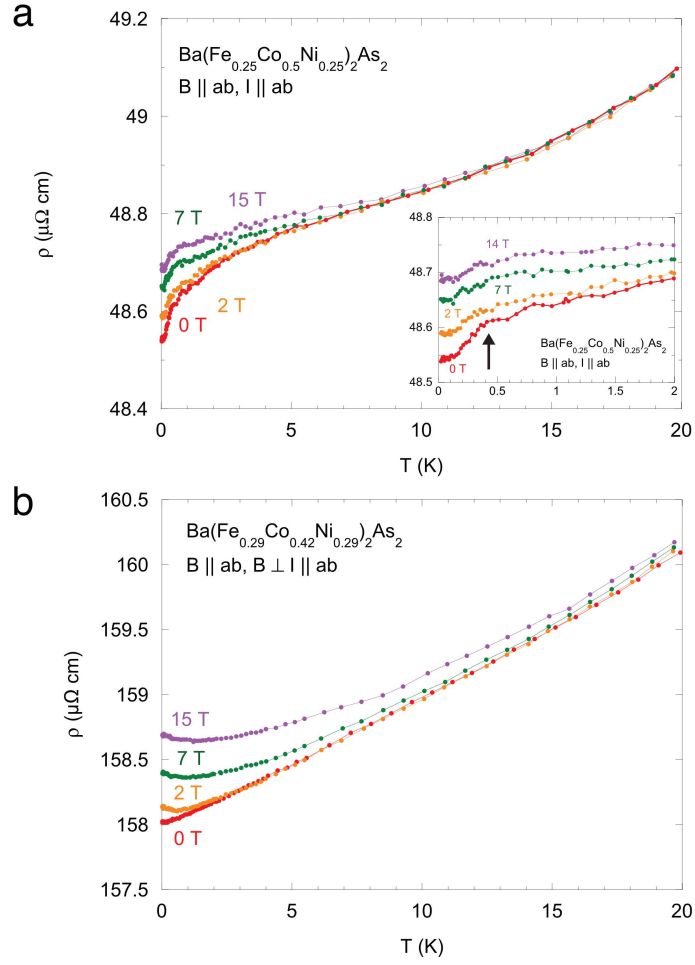 a
49.2
49
48.8
48.6
48.4
ρ (μΩ cm)
Ba(Fe0.25Co0.5Ni0.25)2As2
B || ab, I || ab
15 T
7 T
2 T
0 T
0
5
10
15
20
T (K)
48.8
48.7
48.6
48.5
14 T
7 T
2 T
0 T
Ba(Fe0.25Co0.5Ni0.25)2As2
B || ab, I || ab
0
0.5
1
1.5
2
b
160.5
160
159.5
159
158.5
158
157.5
ρ (μΩ cm)
Ba(Fe0.29Co0.42Ni0.29)2As2
B || ab, B ⊥ I || ab
15 T
7 T
2 T
0 T
0
5
10
15
20
T (K)